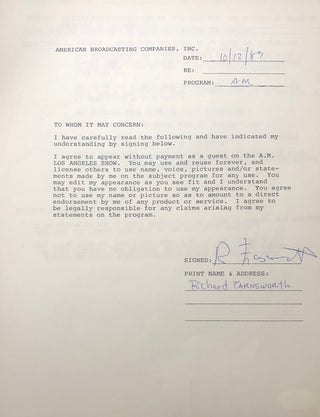 AMERICAN BROADCASTING COMPANIES, INC.
DATE: 10/12/89
RE:
PROGRAM: A.M
TO WHOM IT MAY CONCERN:
I have carefully read the following and have indicated my
understanding by signing below.
I agree to appear without payment as a guest on the A.M.
LOS ANGELES SHOW. You may use and reuse forever, and
license others to use name, voice, pictures and/or state-
ments made by me on the subject program for any use. You
may edit my appearance as you see fit and I understand
that you have no obligation to use my appearance. You agree
not to use my name or picture so as to amount to a direct
endorsement by me of any product or service. I agree to
be legally responsible for any claims arising from my
statements on the program.
SIGNED: R Farnsworth
PRINT NAME & ADDRESS:
Richard FARNSWORTH